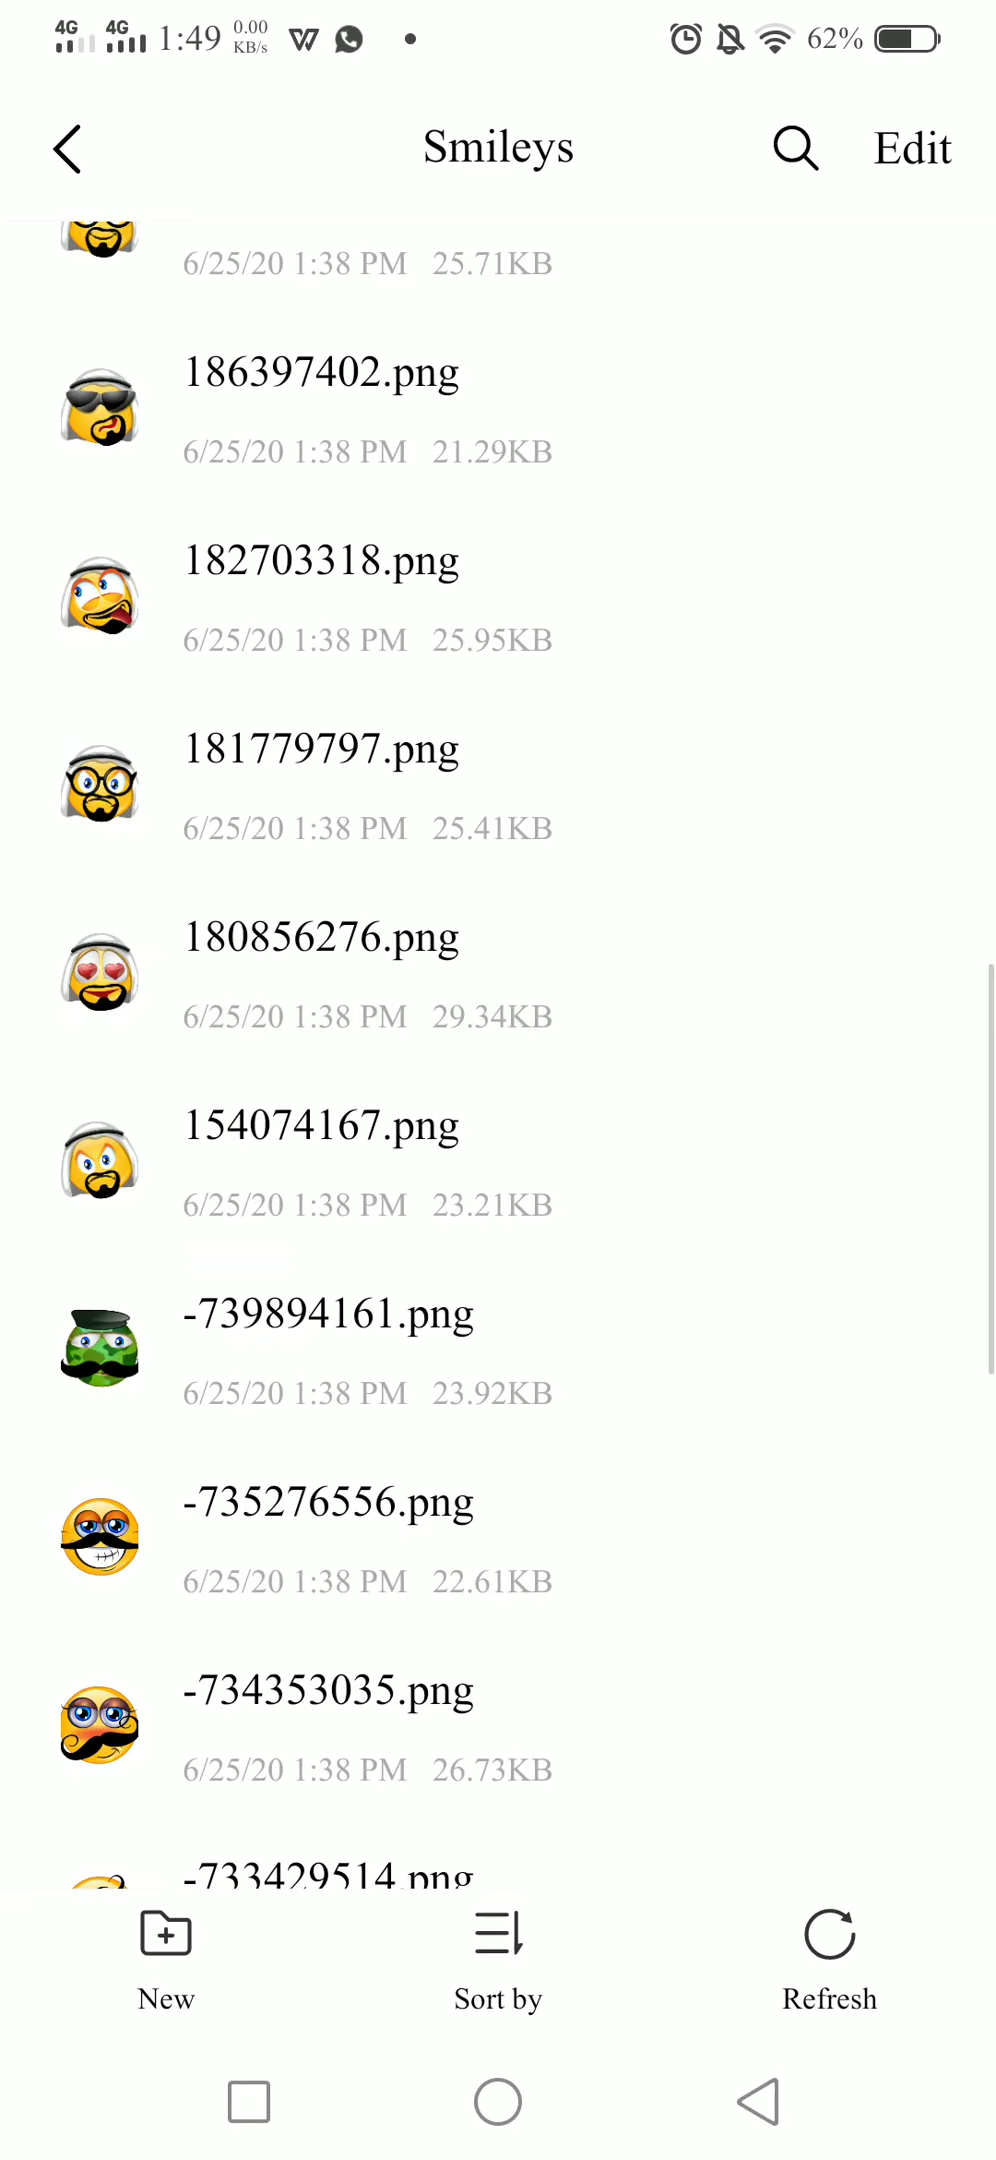 4G 4G 1:49 0.00 KB/s 62%
Smileys Edit
6/25/20 1:38 PM 25.71KB
186397402.png
6/25/20 1:38 PM 21.29KB
182703318.png
6/25/20 1:38 PM 25.95KB
181779797.png
6/25/20 1:38 PM 25.41KB
180856276.png
6/25/20 1:38 PM 29.34KB
154074167.png
6/25/20 1:38 PM 23.21KB
-739894161.png
6/25/20 1:38 PM 23.92KB
-735276556.png
6/25/20 1:38 PM 22.61KB
-734353035.png
6/25/20 1:38 PM 26.73KB
-733429514.png
New Sort by Refresh